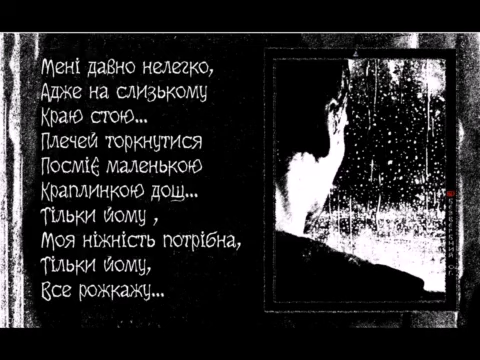 Мені давно нелегко,
Адже на слизькому
Краю стою...
Плечей торкнутися
Посміє маленькою
Краплинкою дощ...
Тільки йому ,
Моя ніжність потрібна,
Тільки йому,
Все рожкажу...